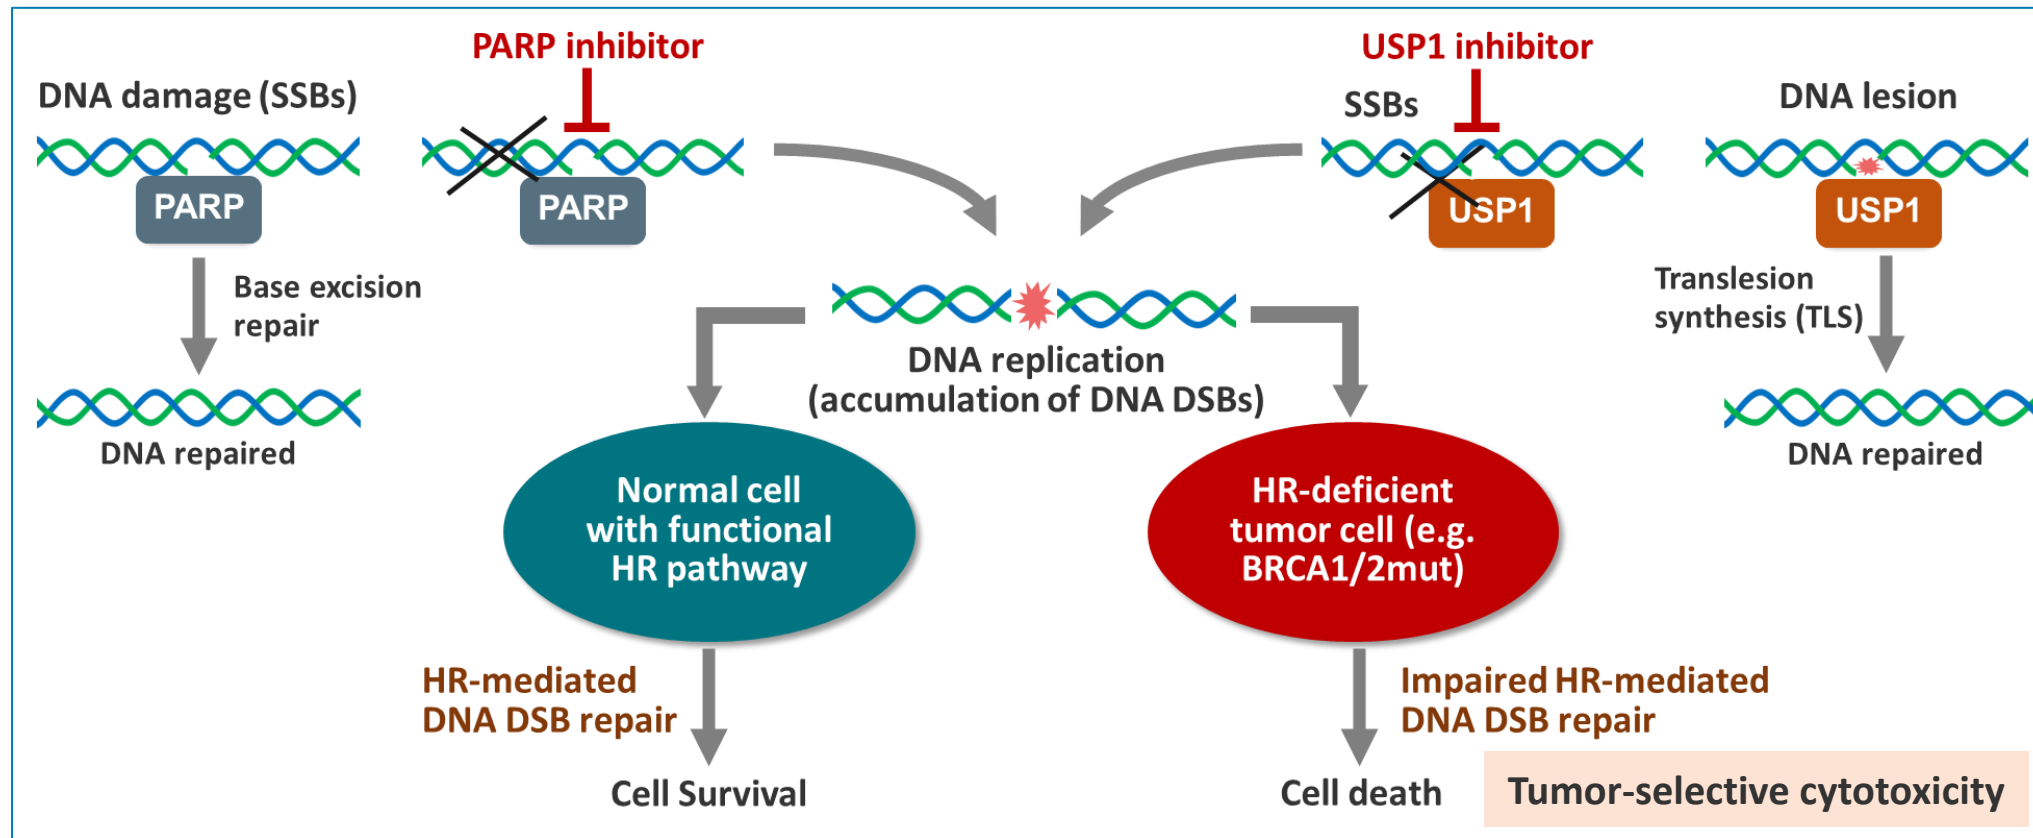 PARP inhibitor
USP1 inhibitor
DNA damage (SSBs)
SSBs
DNA lesion
PARP
PARP
USP1
USP1
Base excision
repair
Translesion
synthesis (TLS)
DNA replication
(accumulation of DNA DSBs)
DNA repaired
DNA repaired
Normal cell
with functional
HR pathway
HR-deficient
tumor cell (e.g.
BRCA1/2mut)
HR-mediated
DNA DSB repair
Impaired HR-mediated
DNA DSB repair
Cell Survival
Cell death
Tumor-selective cytotoxicity